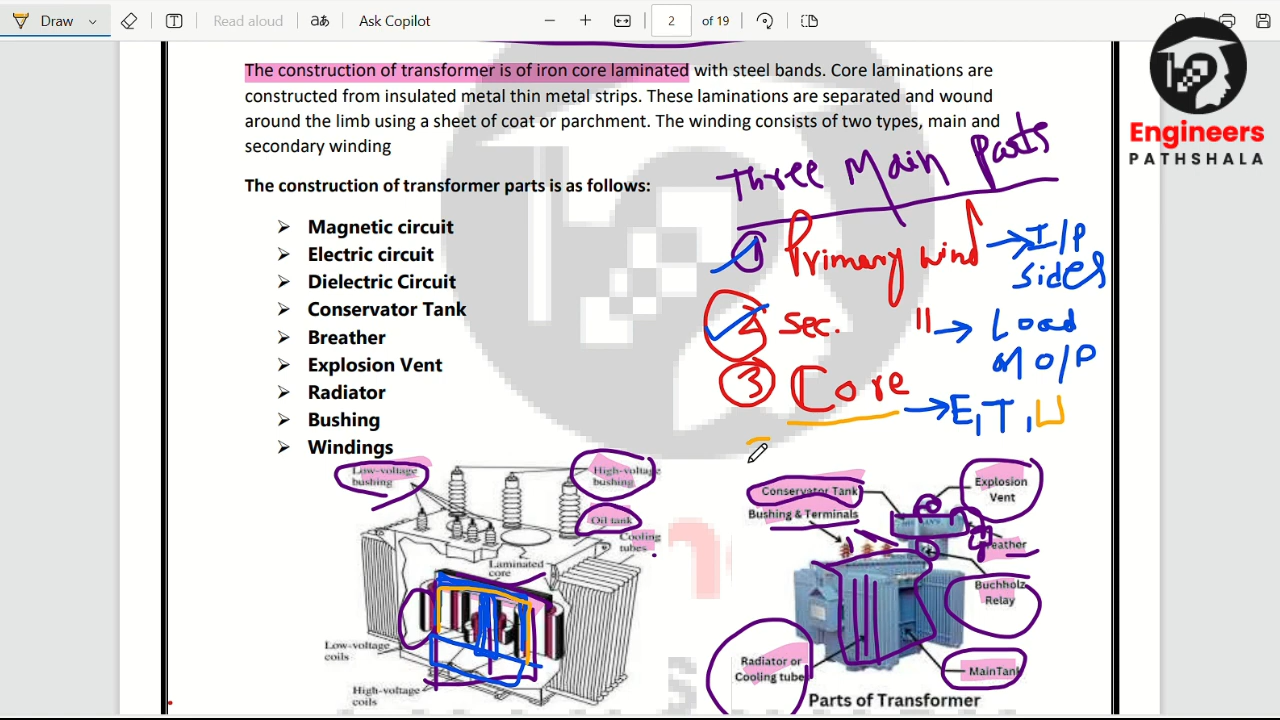 Draw
Read aloud
Ask Copilot
2
of 19
Engineers
PATHSHALA
The construction of transformer is of iron core laminated with steel bands. Core laminations are
constructed from insulated metal thin metal strips. These laminations are separated and wound
around the limb using a sheet of coat or parchment. The winding consists of two types, main and
secondary winding
The construction of transformer parts is as follows:
➢ Magnetic circuit
➢ Electric circuit
➢ Dielectric Circuit
➢ Conservator Tank
➢ Breather
➢ Explosion Vent
➢ Radiator
➢ Bushing
➢ Windings
Three Main Parts
1 Primary wind → I/P
sides
2 Sec. " → Load
O/P
3 Core → E, T, U
Low-voltage
bushing
High-voltage
bushing
Oil tank
Cooling
tubes
Laminated
core
Low-voltage
coils
High-voltage
coils
Conservator Tank
Bushing & Terminals
Explosion
Vent
Breather
Buchholz
Relay
Radiator or
Cooling tube
MainTank
Parts of Transformer